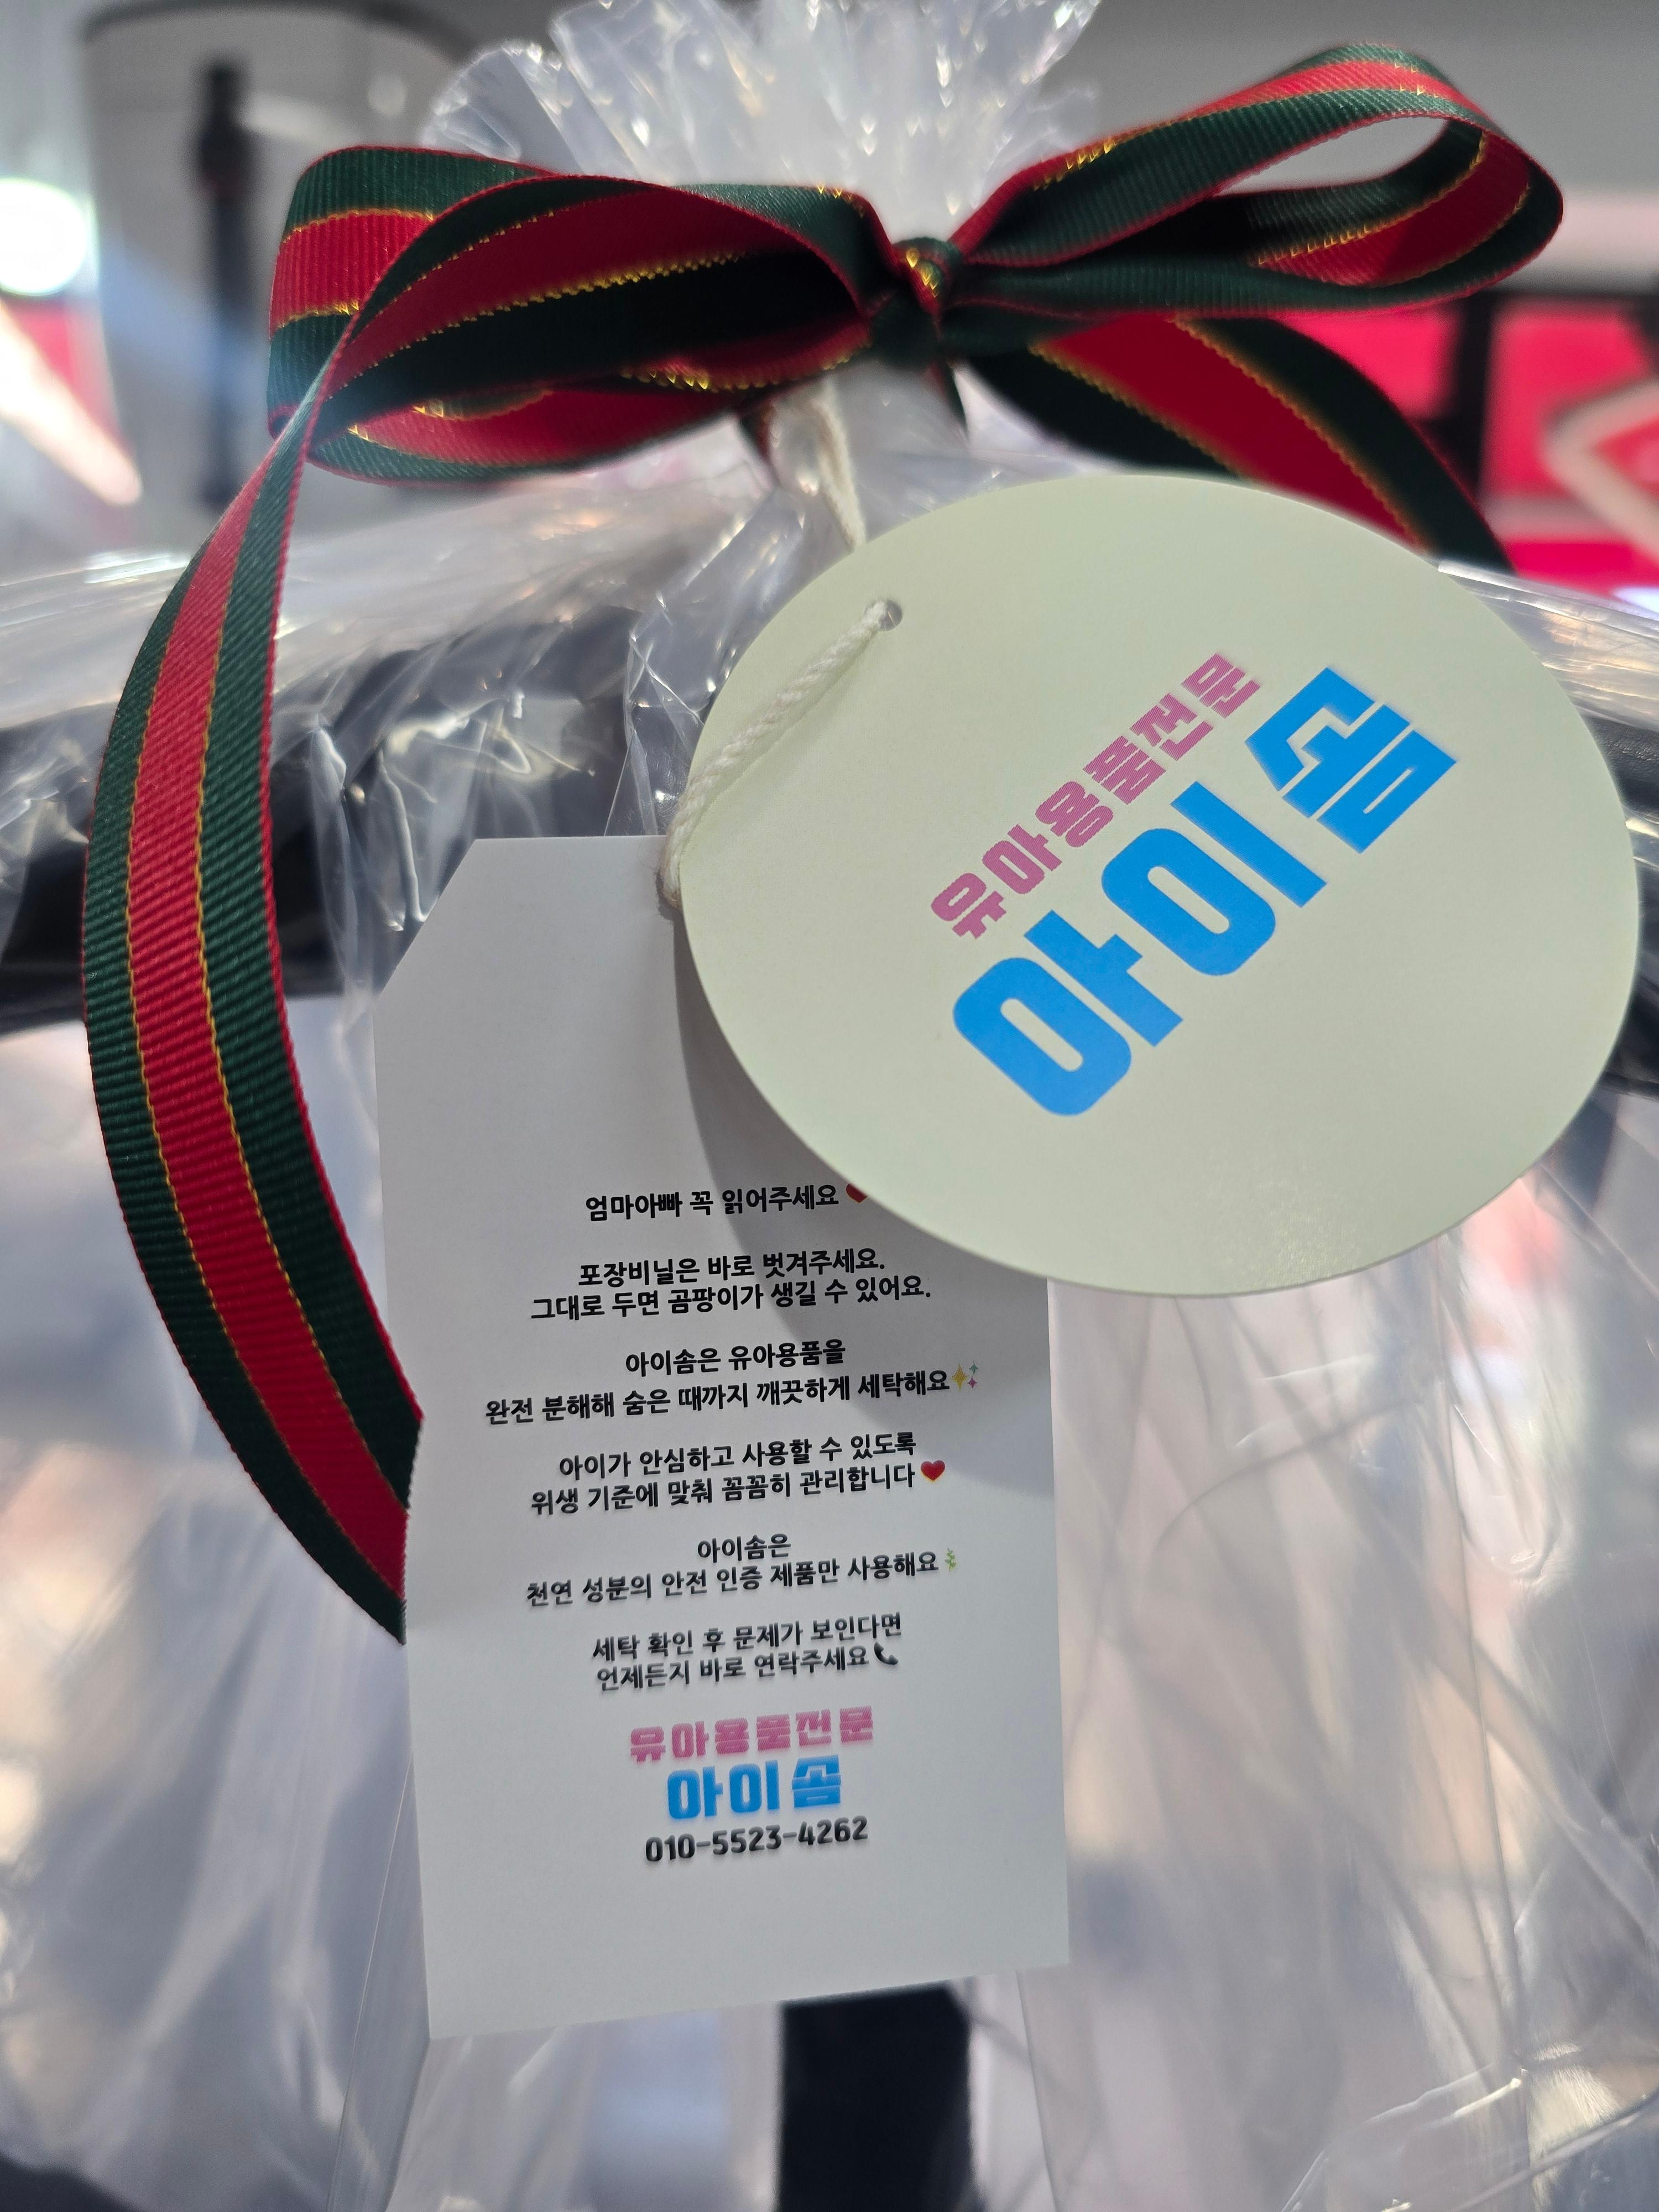 유아용품전문
아이솜
엄마아빠 꼭 읽어주세요❤️
포장비닐은 바로 벗겨주세요.
그대로 두면 곰팡이가 생길 수 있어요.
아이솜은 유아용품을
완전 분해해 숨은 때까지 깨끗하게 세탁해요✨
아이가 안심하고 사용할 수 있도록
위생 기준에 맞춰 꼼꼼히 관리합니다❤️
아이솜은
천연 성분의 안전 인증 제품만 사용해요🌿
세탁 확인 후 문제가 보인다면
언제든지 바로 연락주세요📞
유아용품전문
아이솜
010-5523-4262